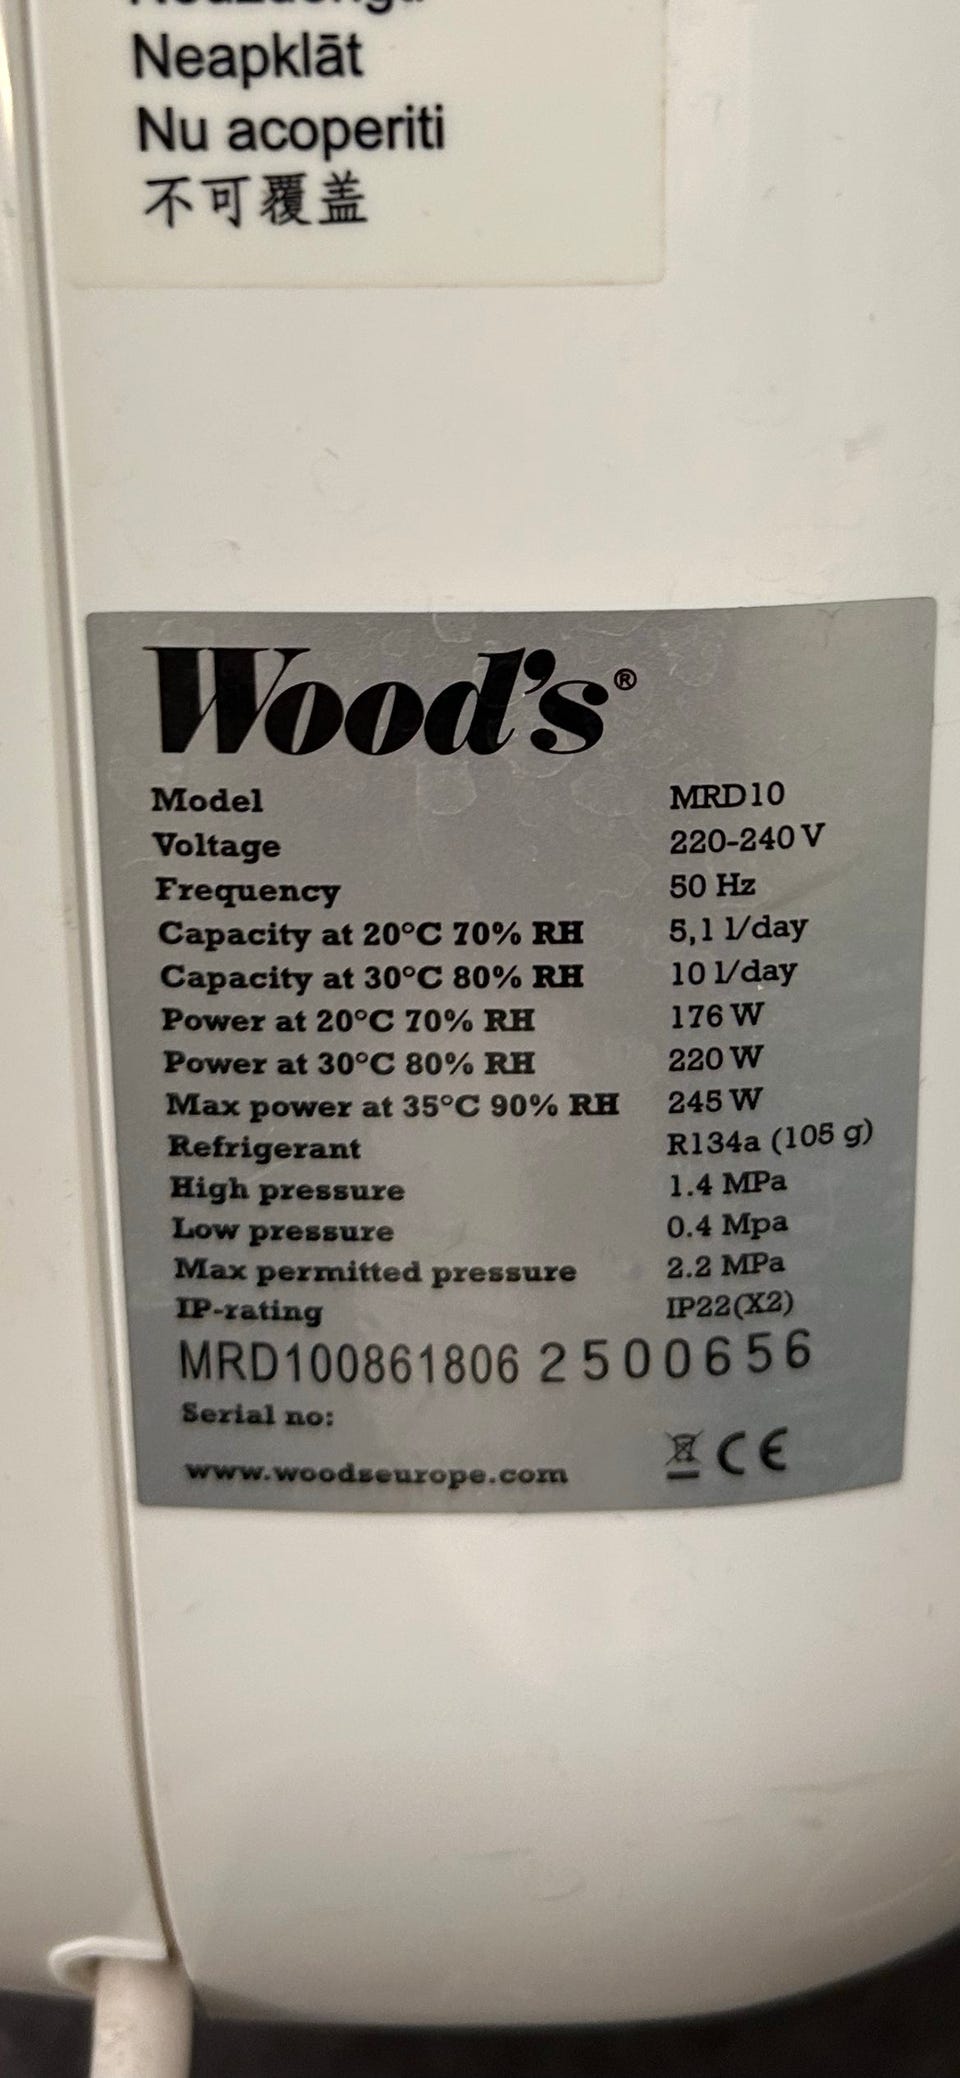 Neapklāt
Nu acoperiti
不可覆盖
Wood's®
Model MRD10
Voltage 220-240 V
Frequency 50 Hz
Capacity at 20°C 70% RH 5,1 l/day
Capacity at 30°C 80% RH 10 l/day
Power at 20°C 70% RH 176 W
Power at 30°C 80% RH 220 W
Max power at 35°C 90% RH 245 W
Refrigerant R134a (105 g)
High pressure 1.4 MPa
Low pressure 0.4 Mpa
Max permitted pressure 2.2 MPa
IP-rating IP22(X2)
MRD100861806 2500656
Serial no:
www.woodseurope.com CE